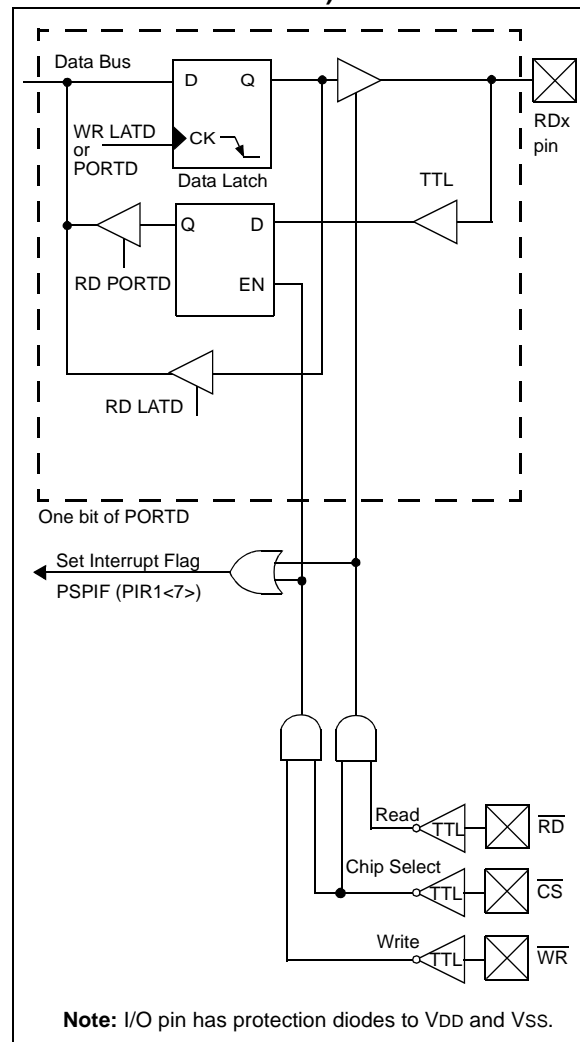 )
Data Bus
D Q
RDx
pin
WR LATD
or
PORTD
CK
Data Latch
TTL
Q D
RD PORTD
EN
RD LATD
One bit of PORTD
Set Interrupt Flag
PSPIF (PIR1<7>)
Read
TTL
RD
Chip Select
TTL
CS
Write
TTL
WR
Note: I/O pin has protection diodes to VDD and VSS.